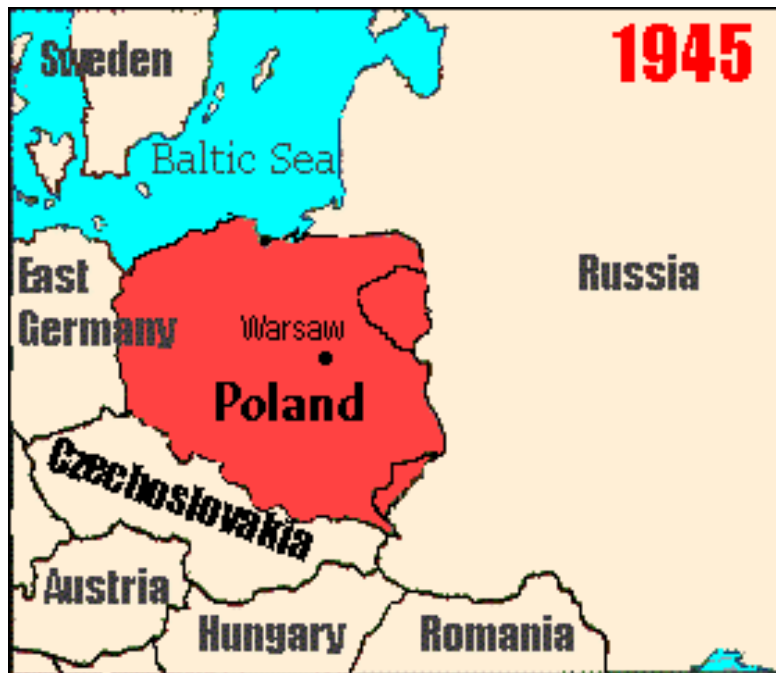 1945
Sweden
Baltic Sea
East
Germany
Russia
Warsaw
Poland
Czechoslovakia
Austria
Hungary
Romania